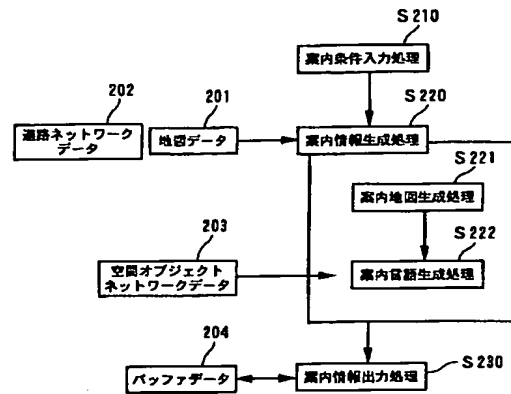 S210
案内条件入力処理
202
201
S220
道路ネットワーク
データ
地図データ
案内情報生成処理
S221
案内地図生成処理
203
S222
空間オブジェクト
ネットワークデータ
案内言語生成処理
204
S230
バッファデータ
案内情報出力処理